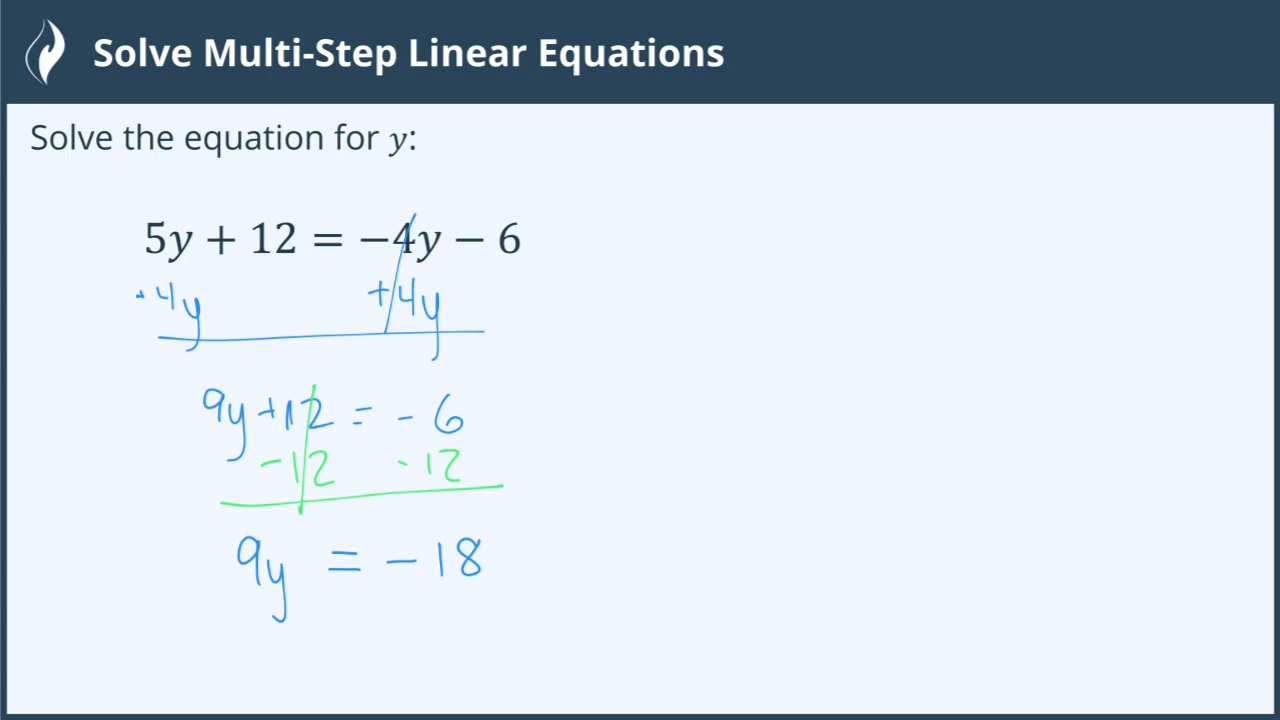 Solve Multi-Step Linear Equations
Solve the equation for y:
5y + 12 = −4y − 6
+4y +4y
9y+12 = - 6
-12 -12
9y = - 18